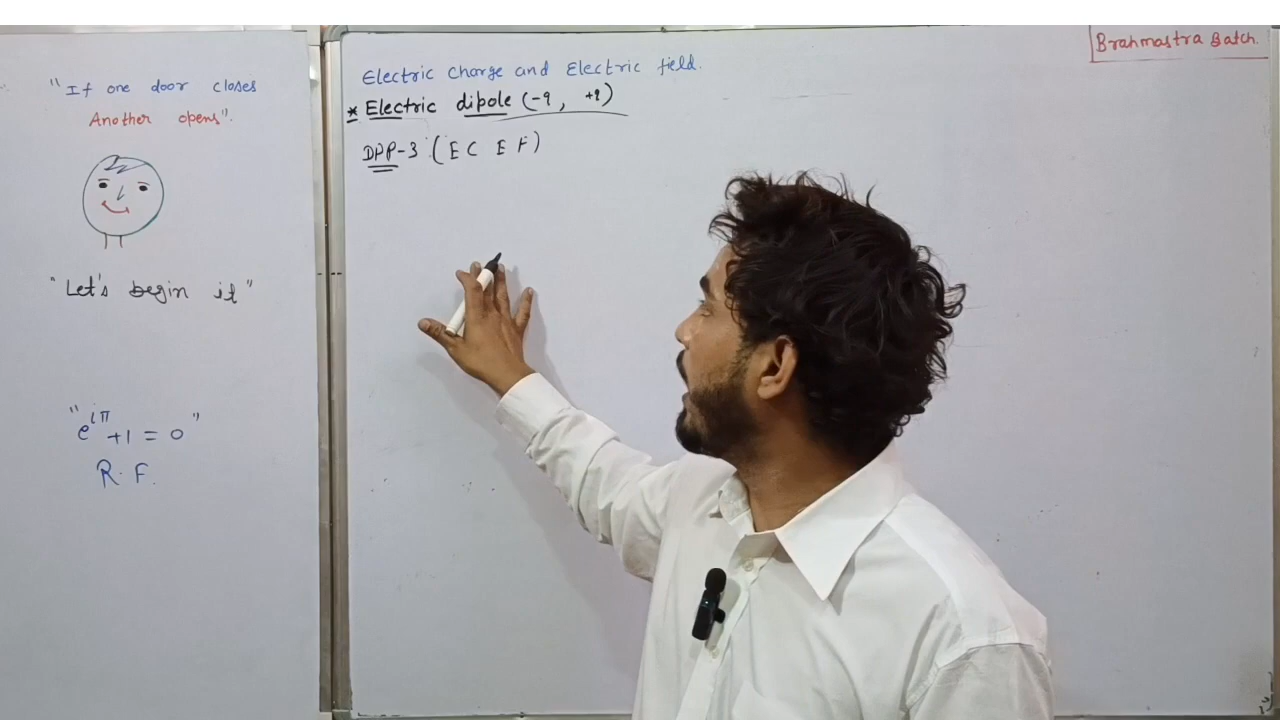 "If one door closes
Another opens".
"Let's begin it"
"e^iπ +1 = 0"
R. F.
Brahmastra Batch.
Electric Charge and Electric field.
* Electric dipole (-q, +q)
DPP-3 (E C E F)